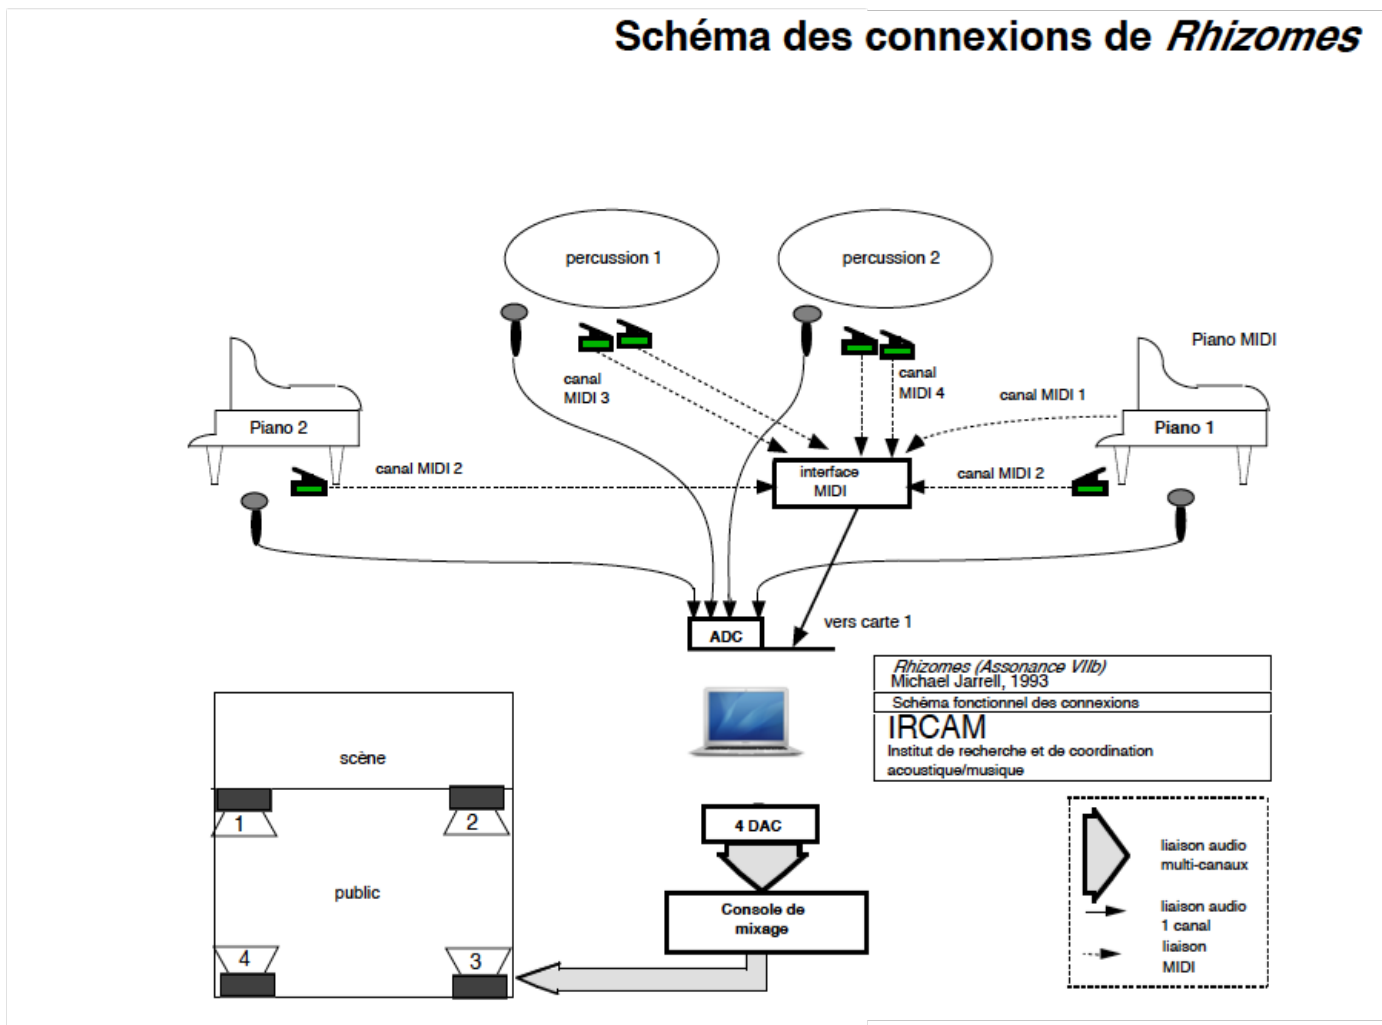 Schéma des connexions de Rhizomes
percussion 1
percussion 2
Piano MIDI
canal
MIDI 3
canal
MIDI 4
canal MIDI 1
Piano 2
Piano 1
canal MIDI 2
interface
MIDI
canal MIDI 2
vers carte 1
ADC
Rhizomes (Assonance VIIb)
Michael Jarrell, 1993
Schéma fonctionnel des connexions
IRCAM
Institut de recherche et de coordination
acoustique/musique
scène
1
2
public
4
3
4 DAC
Console de
mixage
liaison audio
multi-canaux
liaison audio
1 canal
liaison
MIDI